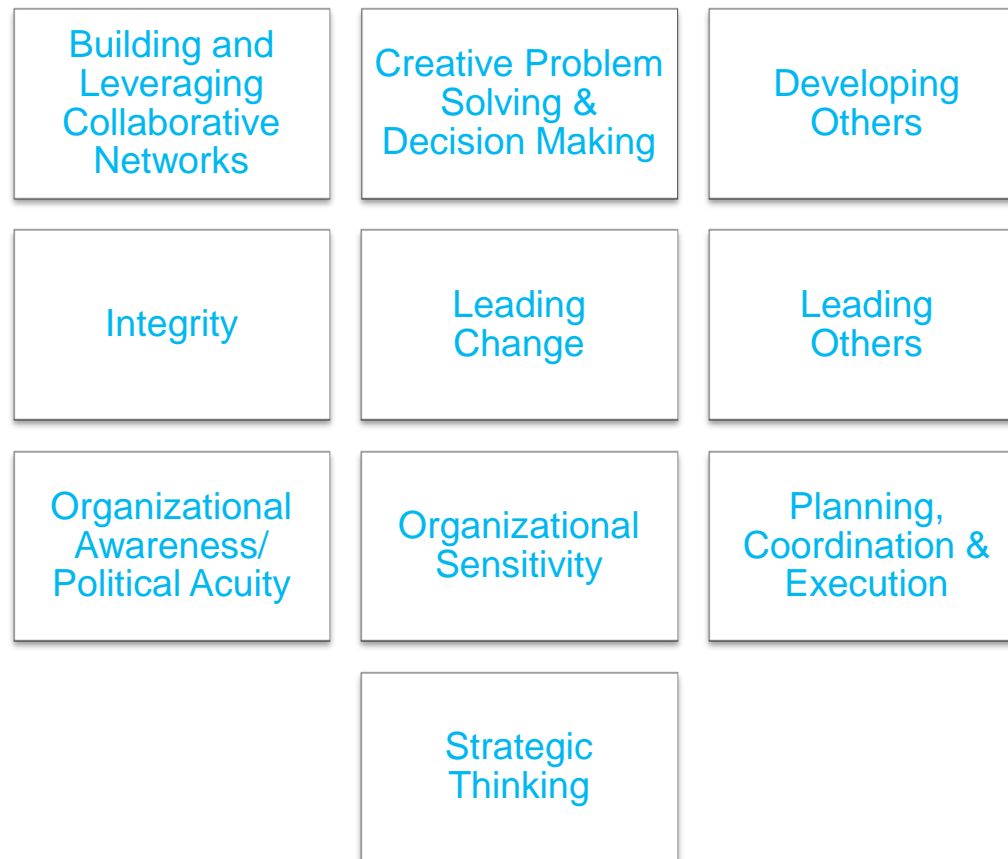 Building and
Leveraging
Collaborative
Networks
Creative Problem
Solving &
Decision Making
Developing
Others
Integrity
Leading
Change
Leading
Others
Organizational
Awareness/
Political Acuity
Organizational
Sensitivity
Planning,
Coordination &
Execution
Strategic
Thinking